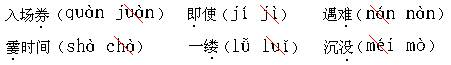 入场券（quàn juàn） 即使（jí jì） 遇难（nán nàn）
霎时间（shà chà） 一缕（lǚ luǐ） 沉没（méi mò）